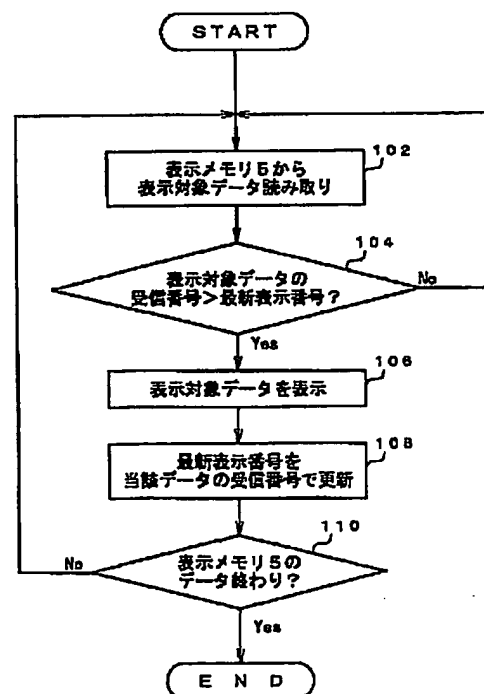 START
102
表示メモリ5から
表示対象データ読み取り
104
表示対象データの
受信番号>最新表示番号?
No
Yes
106
表示対象データを表示
108
最新表示番号を
当該データの受信番号で更新
110
表示メモリ5の
データ終わり?
No
Yes
END